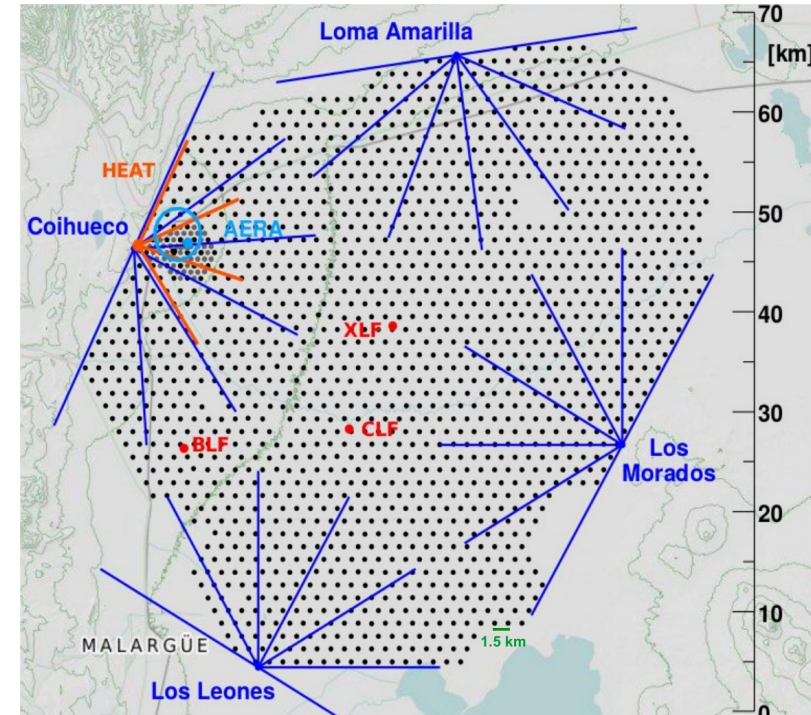 Loma Amarilla
70
[km]
60
HEAT
Coihueco
AERA
50
XLF
40
BLF
CLF
30
Los
Morados
20
10
1.5 km
MALARGÜE
Los Leones
0